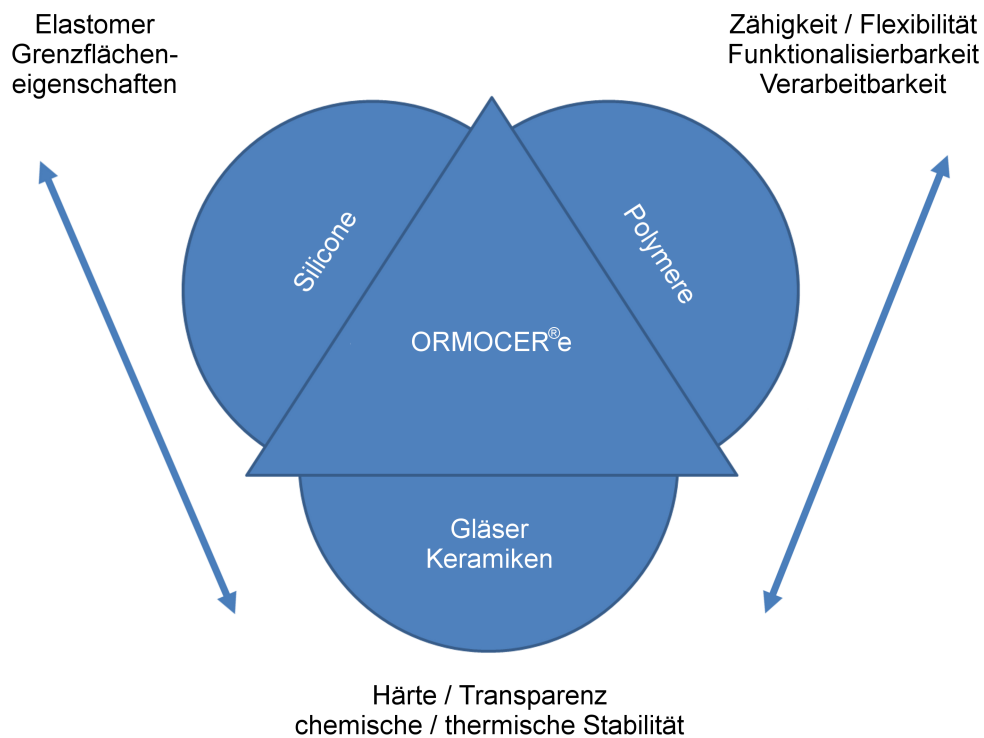 Elastomer
Grenzflächen-
eigenschaften
Zähigkeit / Flexibilität
Funktionalisierbarkeit
Verarbeitbarkeit
Silicone
Polymere
ORMOCER®e
Gläser
Keramiken
Härte / Transparenz
chemische / thermische Stabilität